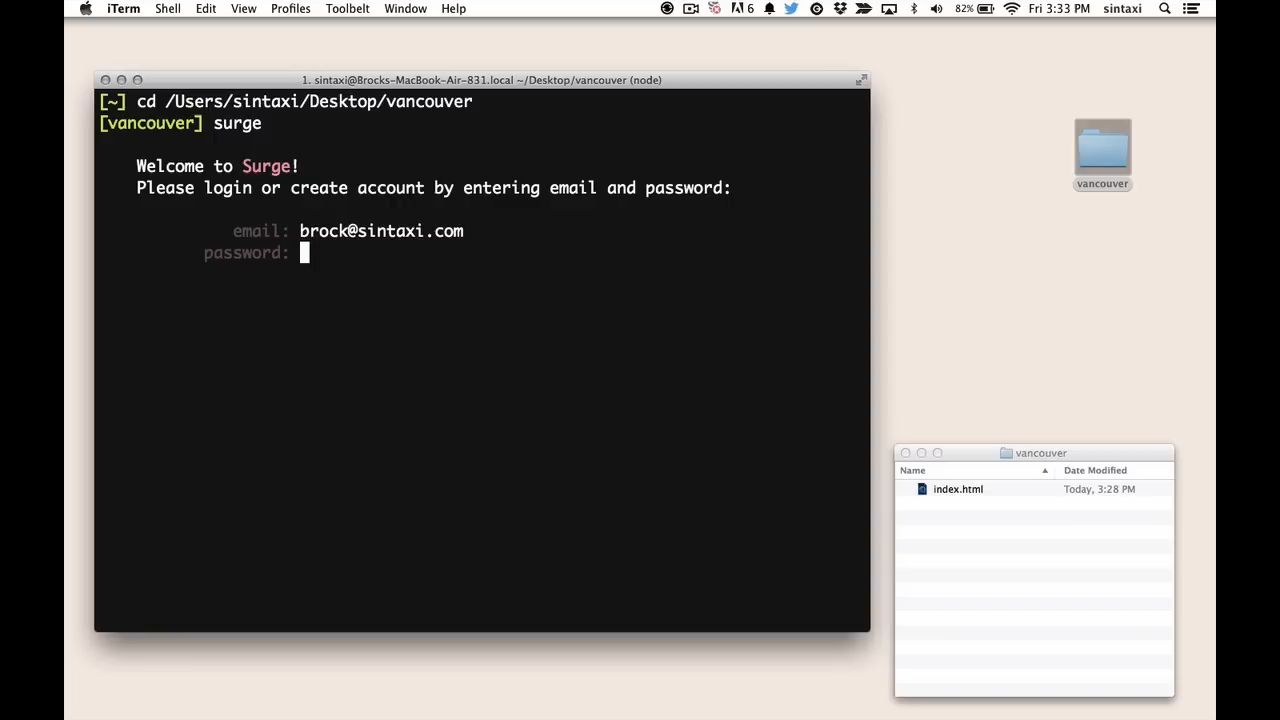 iTerm Shell Edit View Profiles Toolbelt Window Help 6 82% Fri 3:33 PM sintaxi
1. sintaxi@Brocks-MacBook-Air-831.local ~/Desktop/vancouver (node)
[~] cd /Users/sintaxi/Desktop/vancouver
[vancouver] surge
Welcome to Surge!
Please login or create account by entering email and password:
email: brock@sintaxi.com
password:
vancouver
vancouver
Name Date Modified
index.html Today, 3:28 PM